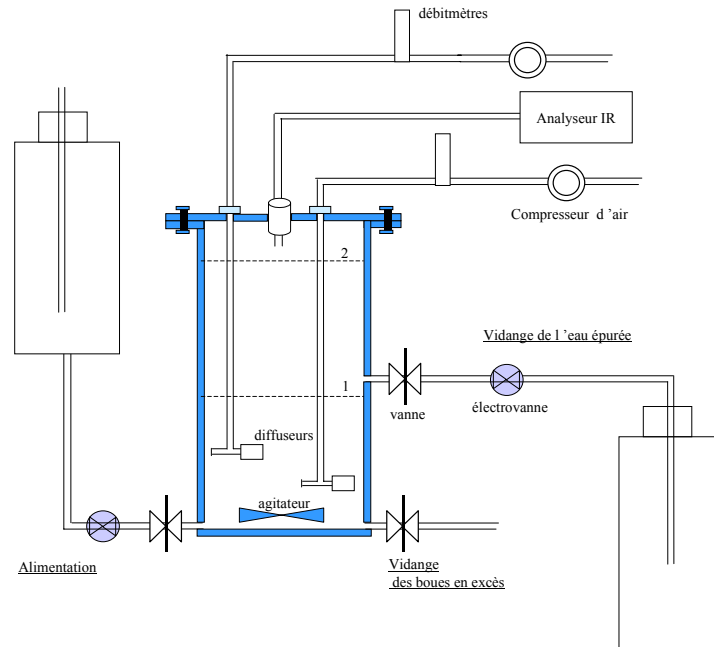 débitmètres
Analyseur IR
Compresseur d ’air
2
Vidange de l ’eau épurée
1
vanne
électrovanne
diffuseurs
agitateur
Alimentation
Vidange
des boues en excès